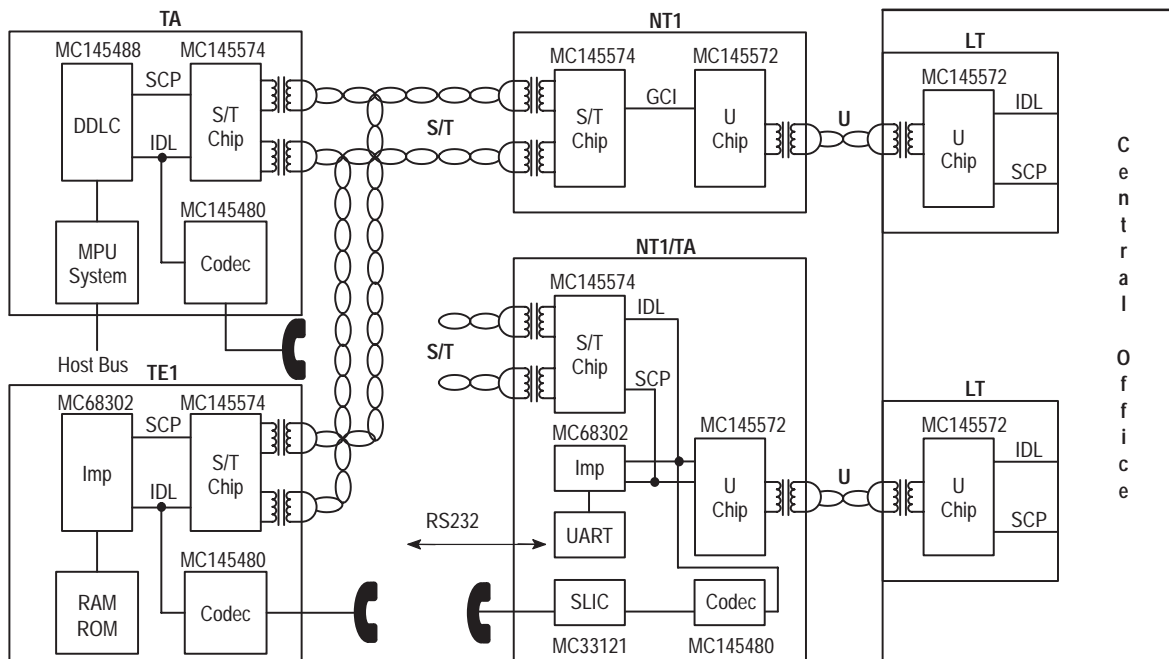 TA
MC145488
MC145574
SCP
DDLC
S/T
Chip
IDL
MC145480
MPU
System
Codec
Host Bus
S/T
NT1
MC145574
MC145572
GCI
S/T
Chip
U
Chip
U
LT
MC145572
IDL
U
Chip
SCP
Central Office
TE1
MC68302
MC145574
SCP
Imp
S/T
Chip
IDL
MC145480
RAM
ROM
Codec
NT1/TA
MC145574
IDL
S/T
S/T
Chip
SCP
MC68302
MC145572
Imp
U
Chip
U
RS232
UART
SLIC
Codec
MC33121
MC145480
LT
MC145572
IDL
U
Chip
SCP